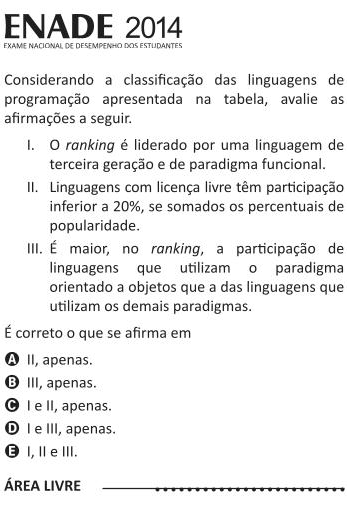 ENADE 2014
EXAME NACIONAL DE DESEMPENHO DOS ESTUDANTES
Considerando a classificação das linguagens de
programação apresentada na tabela, avalie as
afirmações a seguir.
I. O ranking é liderado por uma linguagem de
terceira geração e de paradigma funcional.
II. Linguagens com licença livre têm participação
inferior a 20%, se somados os percentuais de
popularidade.
III. É maior, no ranking, a participação de
linguagens que utilizam o paradigma
orientado a objetos que a das linguagens que
utilizam os demais paradigmas.
É correto o que se afirma em
A II, apenas.
B III, apenas.
C I e II, apenas.
D I e III, apenas.
E I, II e III.
ÁREA LIVRE